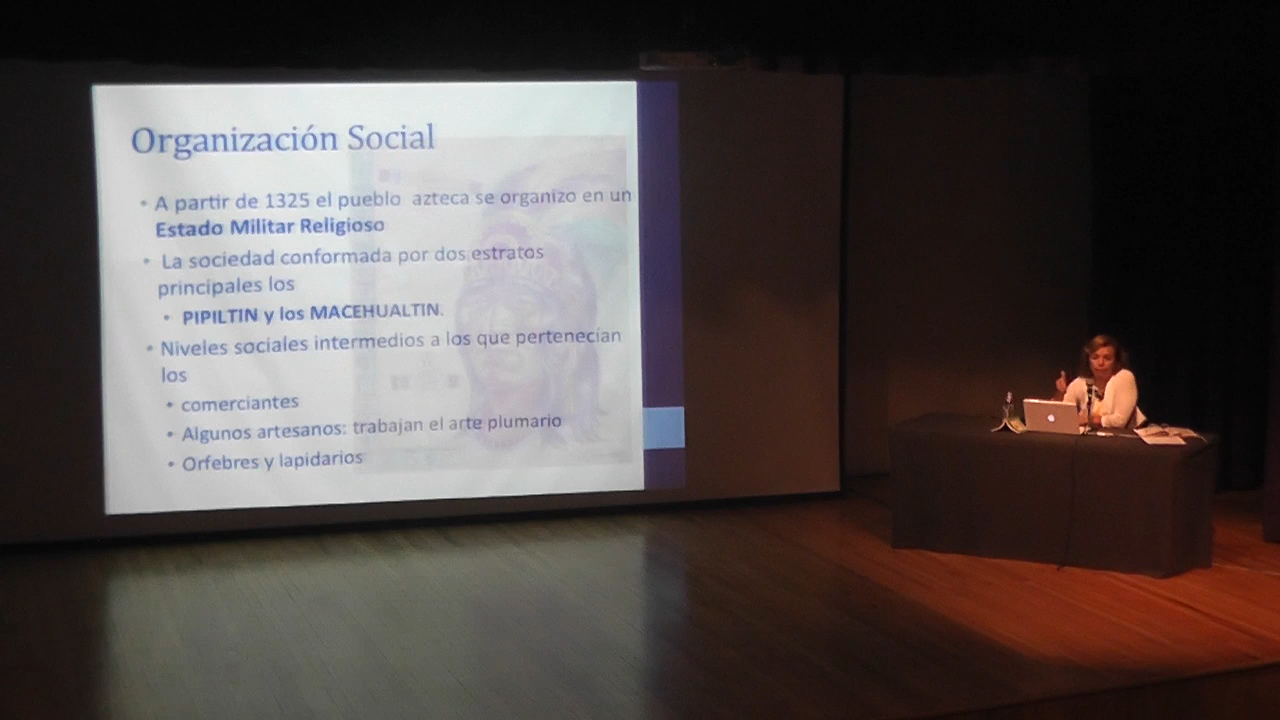 Organización Social
• A partir de 1325 el pueblo azteca se organizo en un
Estado Militar Religioso
• La sociedad conformada por dos estratos
principales los
• PIPILTIN y los MACEHUALTIN.
• Niveles sociales intermedios a los que pertenecían
los
• comerciantes
• Algunos artesanos: trabajan el arte plumario
• Orfebres y lapidarios